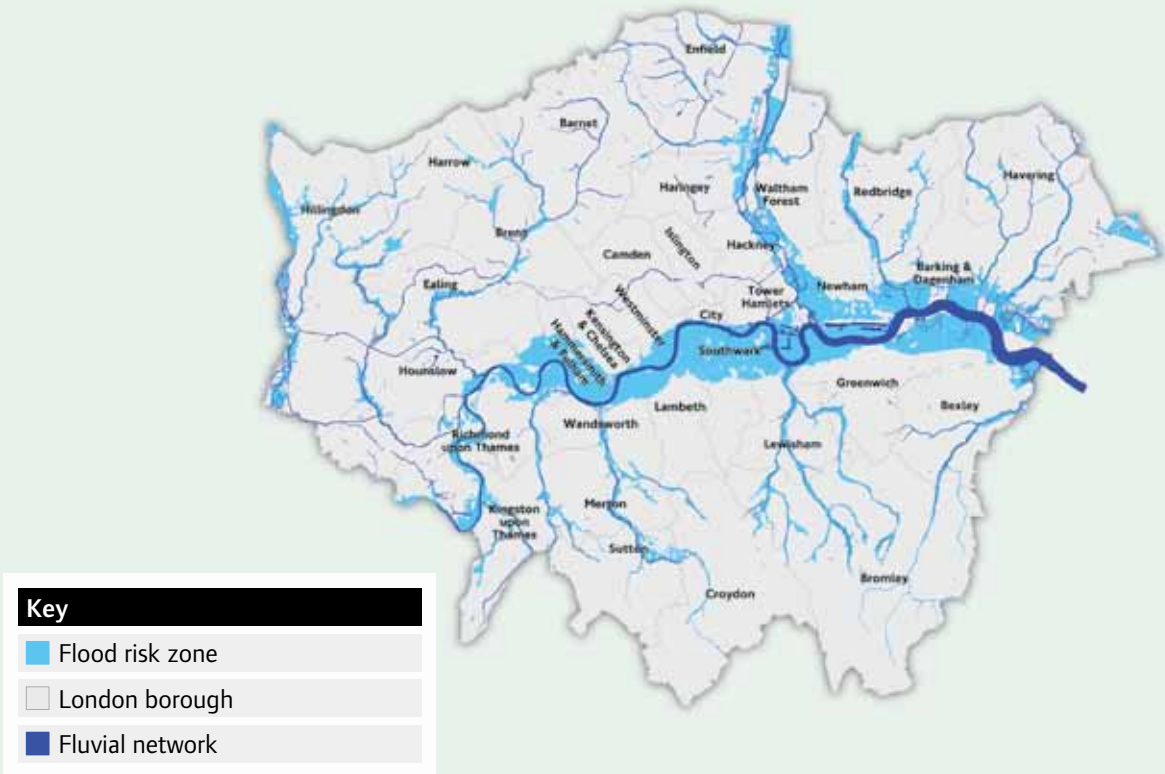 Enfield
Barnet
Harrow
Haringey
Waltham
Forest
Redbridge
Havering
Hillingdon
Brent
Camden
Islington
Hackney
Ealing
Westminster
Kensington
& Chelsea
Hammersmith
& Fulham
City
Tower
Hamlets
Newham
Barking &
Dagenham
Southwark
Hounslow
Greenwich
Bexley
Lambeth
Wandsworth
Richmond
upon Thames
Lewisham
Kingston
upon
Thames
Merton
Sutton
Croydon
Bromley
Key
Flood risk zone
London borough
Fluvial network